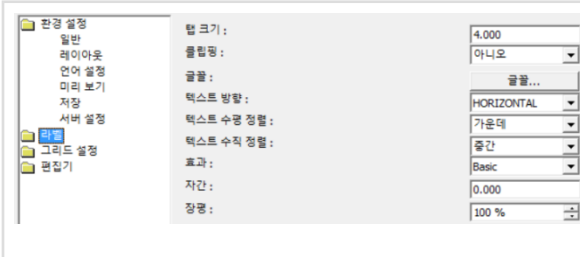 환경 설정
일반
레이아웃
언어 설정
미리 보기
저장
서버 설정
라벨
그리드 설정
편집기
탭 크기 : 4.000
클립핑 : 아니오
글꼴 : 글꼴...
텍스트 방향 : HORIZONTAL
텍스트 수평 정렬 : 가운데
텍스트 수직 정렬 : 중간
효과 : Basic
자간 : 0.000
장평 : 100 %